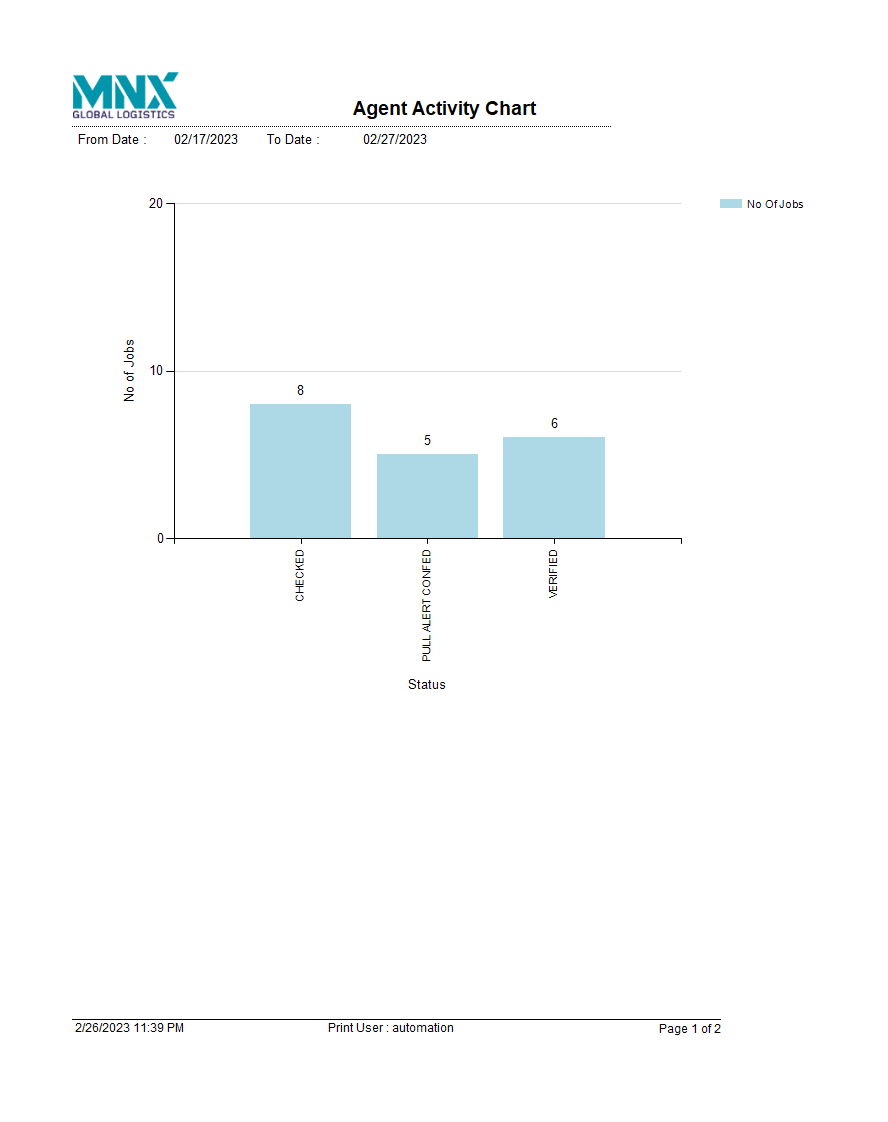 MNX
GLOBAL LOGISTICS
Agent Activity Chart
From Date : 02/17/2023 To Date : 02/27/2023
20
No Of Jobs
No of Jobs
10
8
5
6
0
CHECKED
PULL ALERT CONFED
VERIFIED
Status
2/26/2023 11:39 PM Print User : automation Page 1 of 2